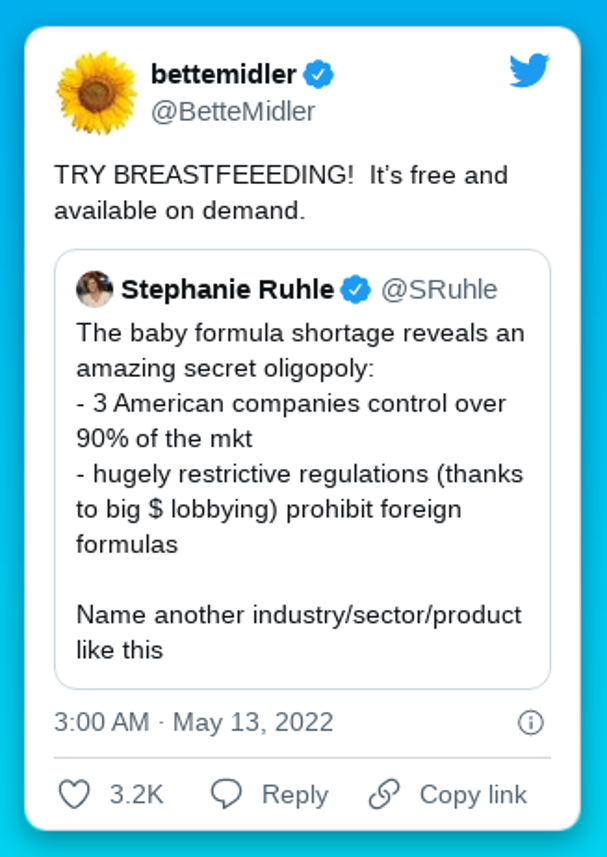 bettemidler
@BetteMidler
TRY BREASTFEEEDING!  It’s free and
available on demand.
Stephanie Ruhle @SRuhle
The baby formula shortage reveals an
amazing secret oligopoly:
- 3 American companies control over
90% of the mkt
- hugely restrictive regulations (thanks
to big $ lobbying) prohibit foreign
formulas
Name another industry/sector/product
like this
3:00 AM · May 13, 2022
3.2K Reply Copy link